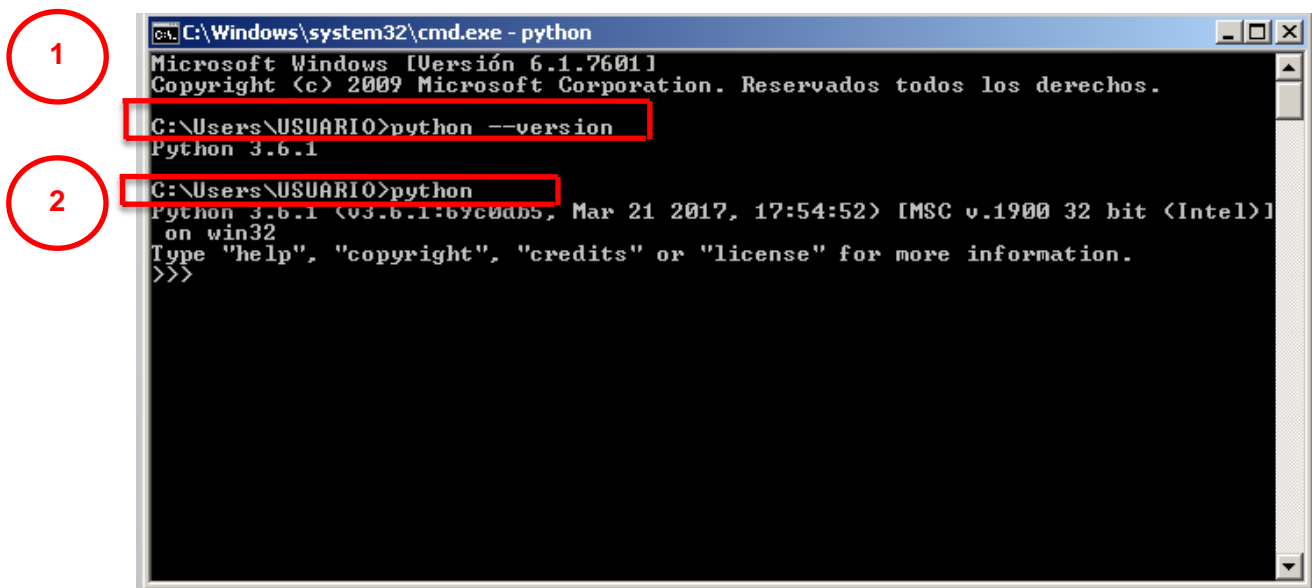 1
C:\Windows\system32\cmd.exe - python
Microsoft Windows [Versión 6.1.7601]
Copyright (c) 2009 Microsoft Corporation. Reservados todos los derechos.
C:\Users\USUARIO>python --version
Python 3.6.1
2
C:\Users\USUARIO>python
Python 3.6.1 (v3.6.1:69c0db5, Mar 21 2017, 17:54:52) [MSC v.1900 32 bit (Intel)]
on win32
Type "help", "copyright", "credits" or "license" for more information.
>>>